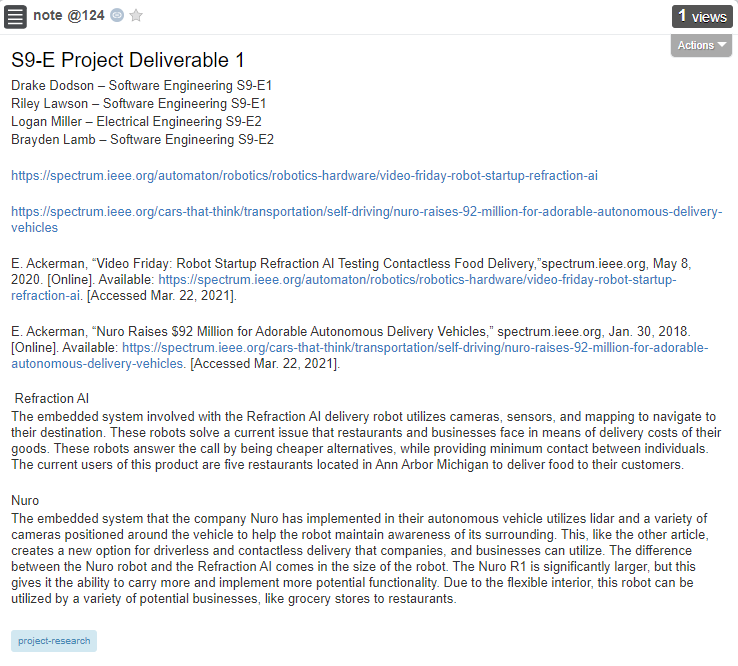 note @124
1 views
Actions
S9-E Project Deliverable 1
Drake Dodson – Software Engineering S9-E1
Riley Lawson – Software Engineering S9-E1
Logan Miller – Electrical Engineering S9-E2
Brayden Lamb – Software Engineering S9-E2
https://spectrum.ieee.org/automaton/robotics/robotics-hardware/video-friday-robot-startup-refraction-ai
https://spectrum.ieee.org/cars-that-think/transportation/self-driving/nuro-raises-92-million-for-adorable-autonomous-delivery-
vehicles
E. Ackerman, “Video Friday: Robot Startup Refraction AI Testing Contactless Food Delivery,”spectrum.ieee.org, May 8,
2020. [Online]. Available: https://spectrum.ieee.org/automaton/robotics/robotics-hardware/video-friday-robot-startup-
refraction-ai. [Accessed Mar. 22, 2021].
E. Ackerman, “Nuro Raises $92 Million for Adorable Autonomous Delivery Vehicles,” spectrum.ieee.org, Jan. 30, 2018.
[Online]. Available: https://spectrum.ieee.org/cars-that-think/transportation/self-driving/nuro-raises-92-million-for-adorable-
autonomous-delivery-vehicles. [Accessed Mar. 22, 2021].
Refraction AI
The embedded system involved with the Refraction AI delivery robot utilizes cameras, sensors, and mapping to navigate to
their destination. These robots solve a current issue that restaurants and businesses face in means of delivery costs of their
goods. These robots answer the call by being cheaper alternatives, while providing minimum contact between individuals.
The current users of this product are five restaurants located in Ann Arbor Michigan to deliver food to their customers.
Nuro
The embedded system that the company Nuro has implemented in their autonomous vehicle utilizes lidar and a variety of
cameras positioned around the vehicle to help the robot maintain awareness of its surrounding. This, like the other article,
creates a new option for driverless and contactless delivery that companies, and businesses can utilize. The difference
between the Nuro robot and the Refraction AI comes in the size of the robot. The Nuro R1 is significantly larger, but this
gives it the ability to carry more and implement more potential functionality. Due to the flexible interior, this robot can be
utilized by a variety of potential businesses, like grocery stores to restaurants.
project-research